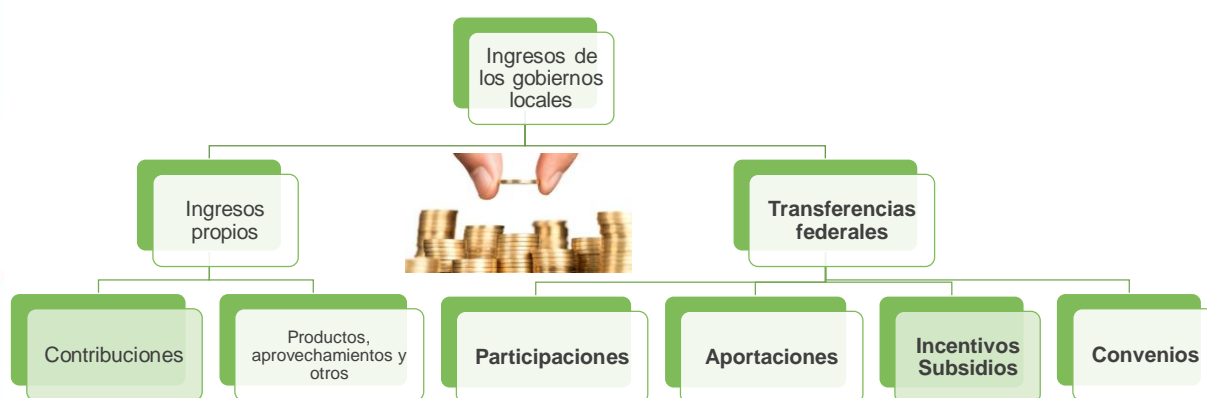 Ingresos de
los gobiernos
locales
Ingresos
propios
Transferencias
federales
Contribuciones
Productos,
aprovechamientos y
otros
Participaciones
Aportaciones
Incentivos
Subsidios
Convenios